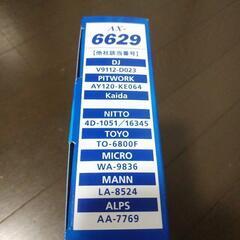 AX-
6629
【他社該当番号】
DJ
V9112-D023
PITWORK
AY120-KE064
Kaida
NITTO
4D-1051/16345
TOYO
TO-6800F
MICRO
WA-9836
MANN
LA-8524
ALPS
AA-7769